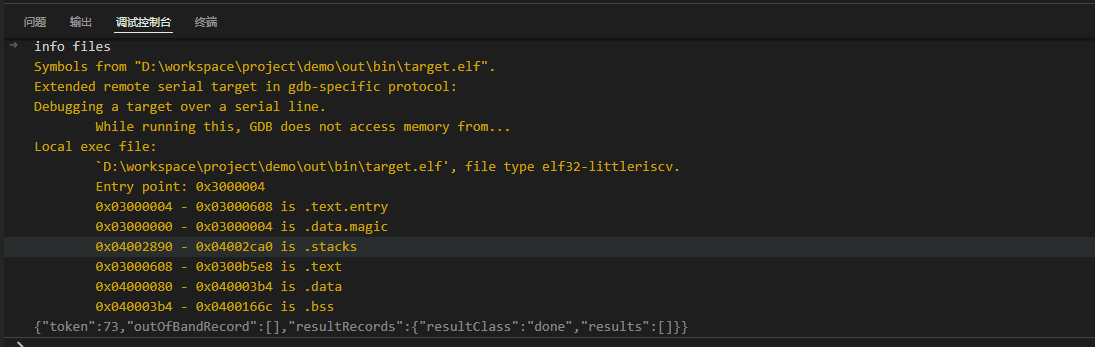 问题 输出 调试控制台 终端
→ info files
Symbols from "D:\workspace\project\demo\out\bin\target.elf".
Extended remote serial target in gdb-specific protocol:
Debugging a target over a serial line.
While running this, GDB does not access memory from...
Local exec file:
`D:\workspace\project\demo\out\bin\target.elf', file type elf32-littleriscv.
Entry point: 0x3000004
0x03000004 - 0x03000608 is .text.entry
0x03000000 - 0x03000004 is .data.magic
0x04002890 - 0x04002ca0 is .stacks
0x03000608 - 0x0300b5e8 is .text
0x04000080 - 0x040003b4 is .data
0x040003b4 - 0x0400166c is .bss
{"token":73,"outOfBandRecord":[],"resultRecords":{"resultClass":"done","results":[]}}